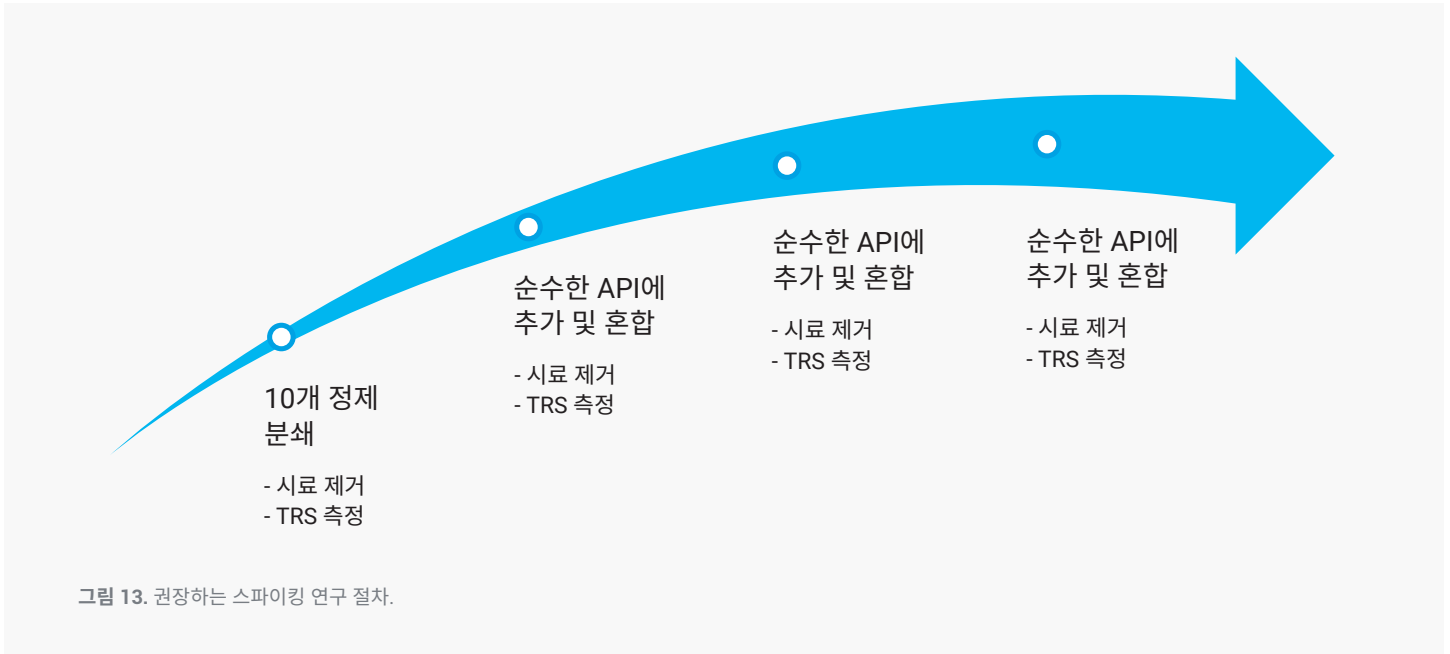 10개 정제
분쇄
- 시료 제거
- TRS 측정
순수한 API에
추가 및 혼합
- 시료 제거
- TRS 측정
순수한 API에
추가 및 혼합
- 시료 제거
- TRS 측정
순수한 API에
추가 및 혼합
- 시료 제거
- TRS 측정
그림 13. 권장하는 스파이킹 연구 절차.